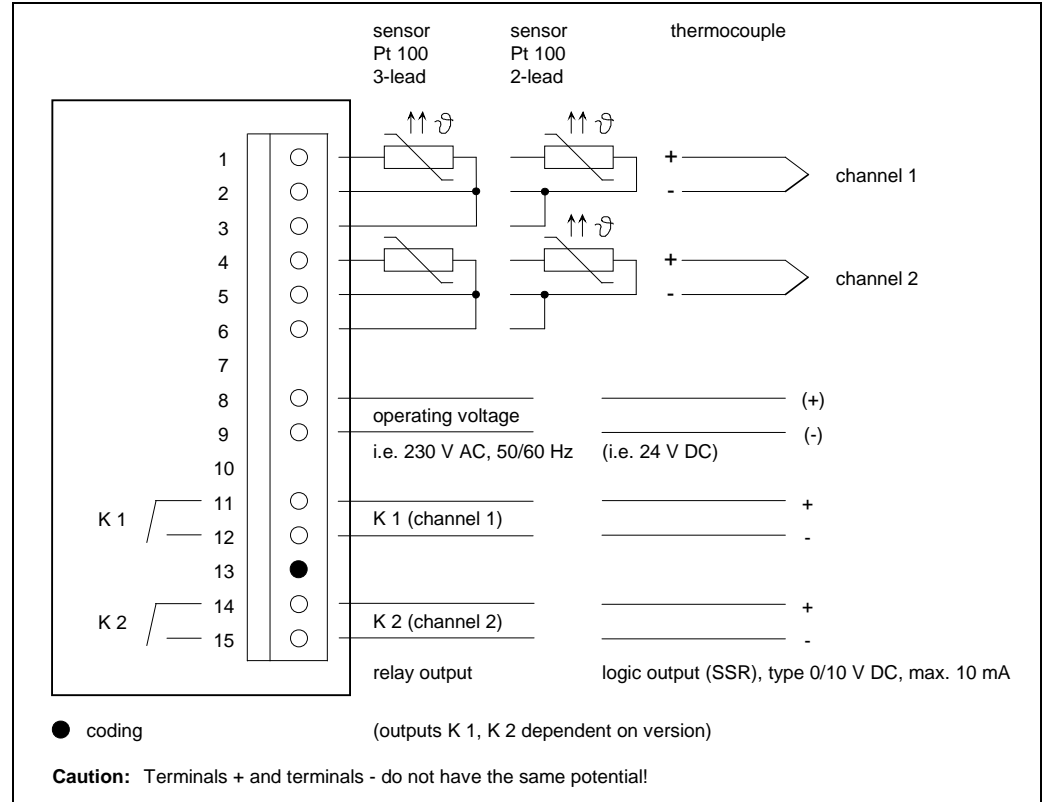 sensor Pt 100 3-lead
sensor Pt 100 2-lead
thermocouple
↑↑ ϑ
↑↑ ϑ
1
+
2
-
channel 1
3
↑↑ ϑ
4
+
5
-
channel 2
6
7
8
(+)
operating voltage
9
(-)
i.e. 230 V AC, 50/60 Hz
(i.e. 24 V DC)
10
K 1
11
K 1 (channel 1)
+
12
-
13
K 2
14
K 2 (channel 2)
+
15
-
relay output
logic output (SSR), type 0/10 V DC, max. 10 mA
coding
(outputs K 1, K 2 dependent on version)
Caution: Terminals + and terminals - do not have the same potential!